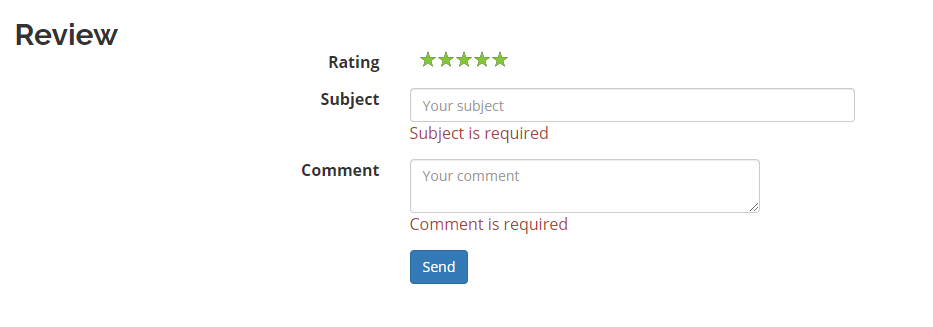 Review
Rating
Subject
Your subject
Subject is required
Comment
Your comment
Comment is required
Send